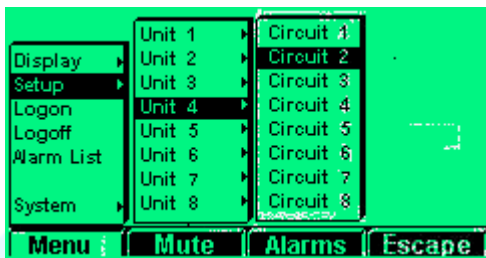 Display
Setup
Logon
Logoff
Alarm List
System
Unit 1
Unit 2
Unit 3
Unit 4
Unit 5
Unit 6
Unit 7
Unit 8
Circuit 1
Circuit 2
Circuit 3
Circuit 4
Circuit 5
Circuit 6
Circuit 7
Circuit 8
Menu Mute Alarms Escape